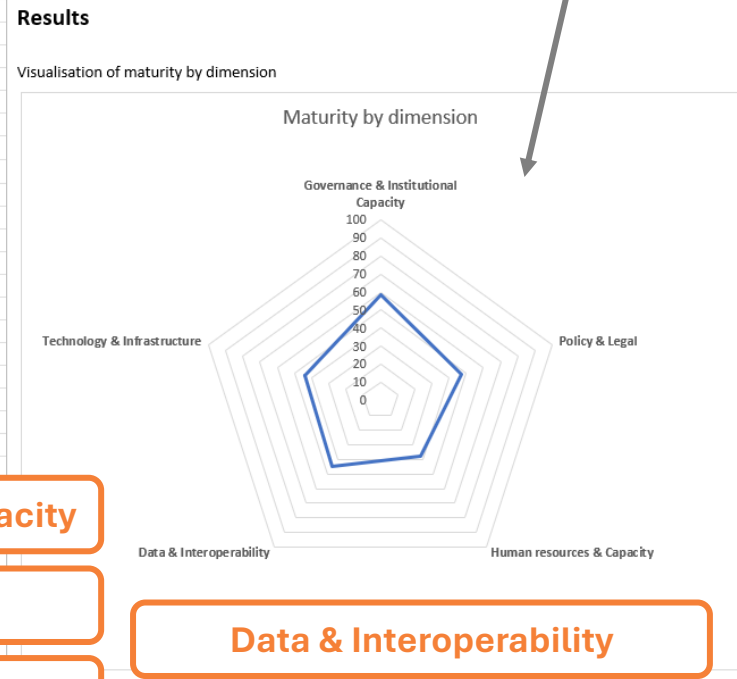 Results
Visualisation of maturity by dimension
Maturity by dimension
Governance & Institutional
Capacity
100
90
80
70
60
50
40
30
20
10
0
Technology & Infrastructure
Policy & Legal
Data & Interoperability
Human resources & Capacity
acity
Data & Interoperability